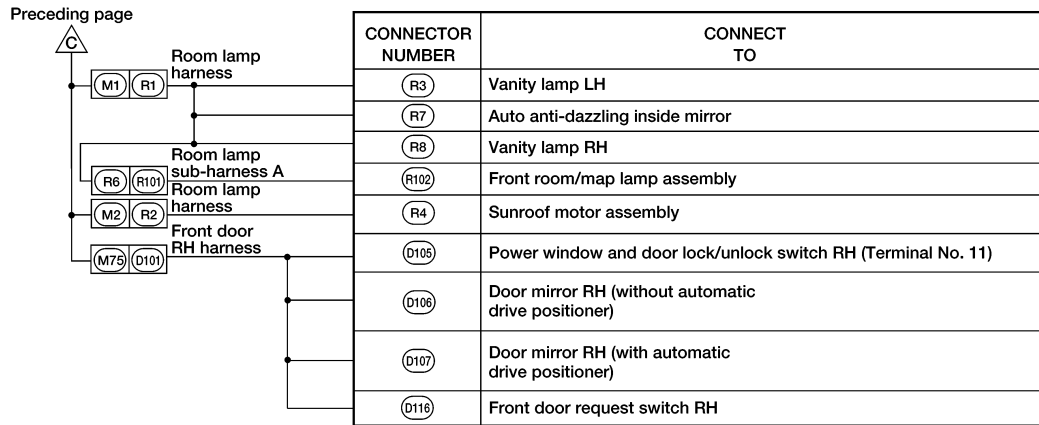 Preceding page
C
CONNECTOR
NUMBER
CONNECT
TO
Room lamp
harness
M1 R1
R3 Vanity lamp LH
R7 Auto anti-dazzling inside mirror
R8 Vanity lamp RH
Room lamp
sub-harness A
R6 R101
R102 Front room/map lamp assembly
Room lamp
harness
M2 R2
R4 Sunroof motor assembly
Front door
RH harness
M75 D101
D105 Power window and door lock/unlock switch RH (Terminal No. 11)
D106 Door mirror RH (without automatic
drive positioner)
D107 Door mirror RH (with automatic
drive positioner)
D116 Front door request switch RH